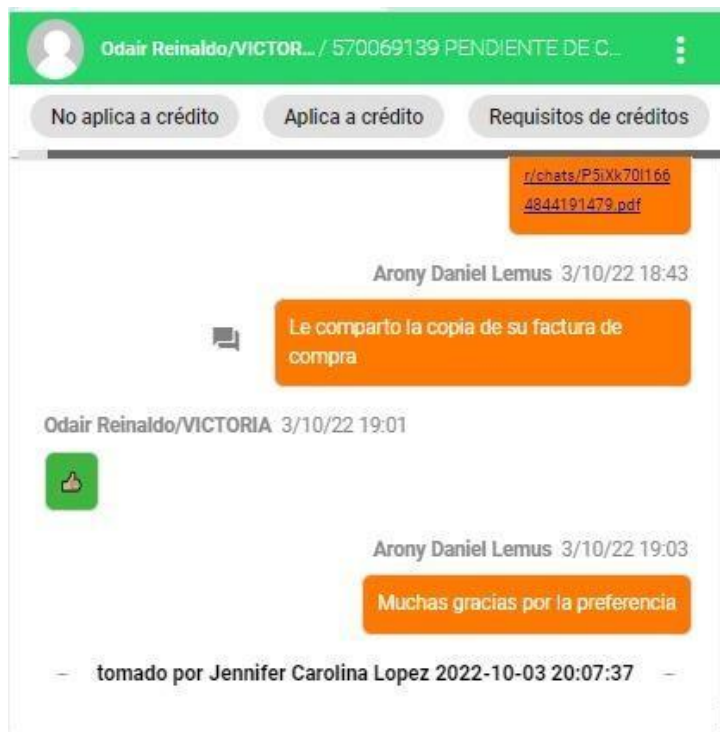 Odair Reinaldo/VICTOR... / 570069139 PENDIENTE DE C...
No aplica a crédito Aplica a crédito Requisitos de créditos
r/chats/P5iXk70I166
4844191479.pdf
Arony Daniel Lemus 3/10/22 18:43
Le comparto la copia de su factura de
compra
Odair Reinaldo/VICTORIA 3/10/22 19:01
Arony Daniel Lemus 3/10/22 19:03
Muchas gracias por la preferencia
– tomado por Jennifer Carolina Lopez 2022-10-03 20:07:37 –